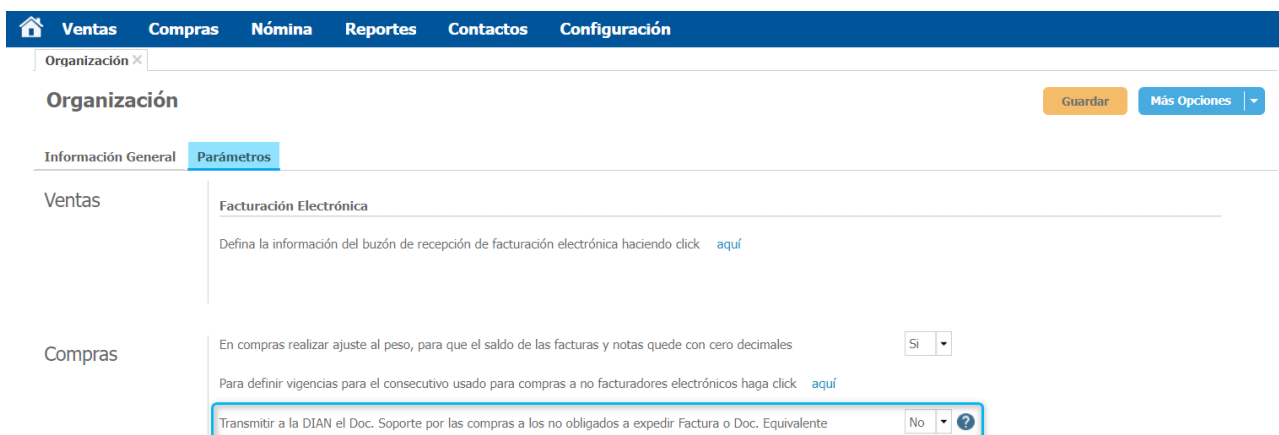 Ventas Compras Nómina Reportes Contactos Configuración
Organización
Organización
Guardar Más Opciones
Información General Parámetros
Ventas
Facturación Electrónica
Defina la información del buzón de recepción de facturación electrónica haciendo click aquí
Compras
En compras realizar ajuste al peso, para que el saldo de las facturas y notas quede con cero decimales Si
Para definir vigencias para el consecutivo usado para compras a no facturadores electrónicos haga click aquí
Transmitir a la DIAN el Doc. Soporte por las compras a los no obligados a expedir Factura o Doc. Equivalente No ?